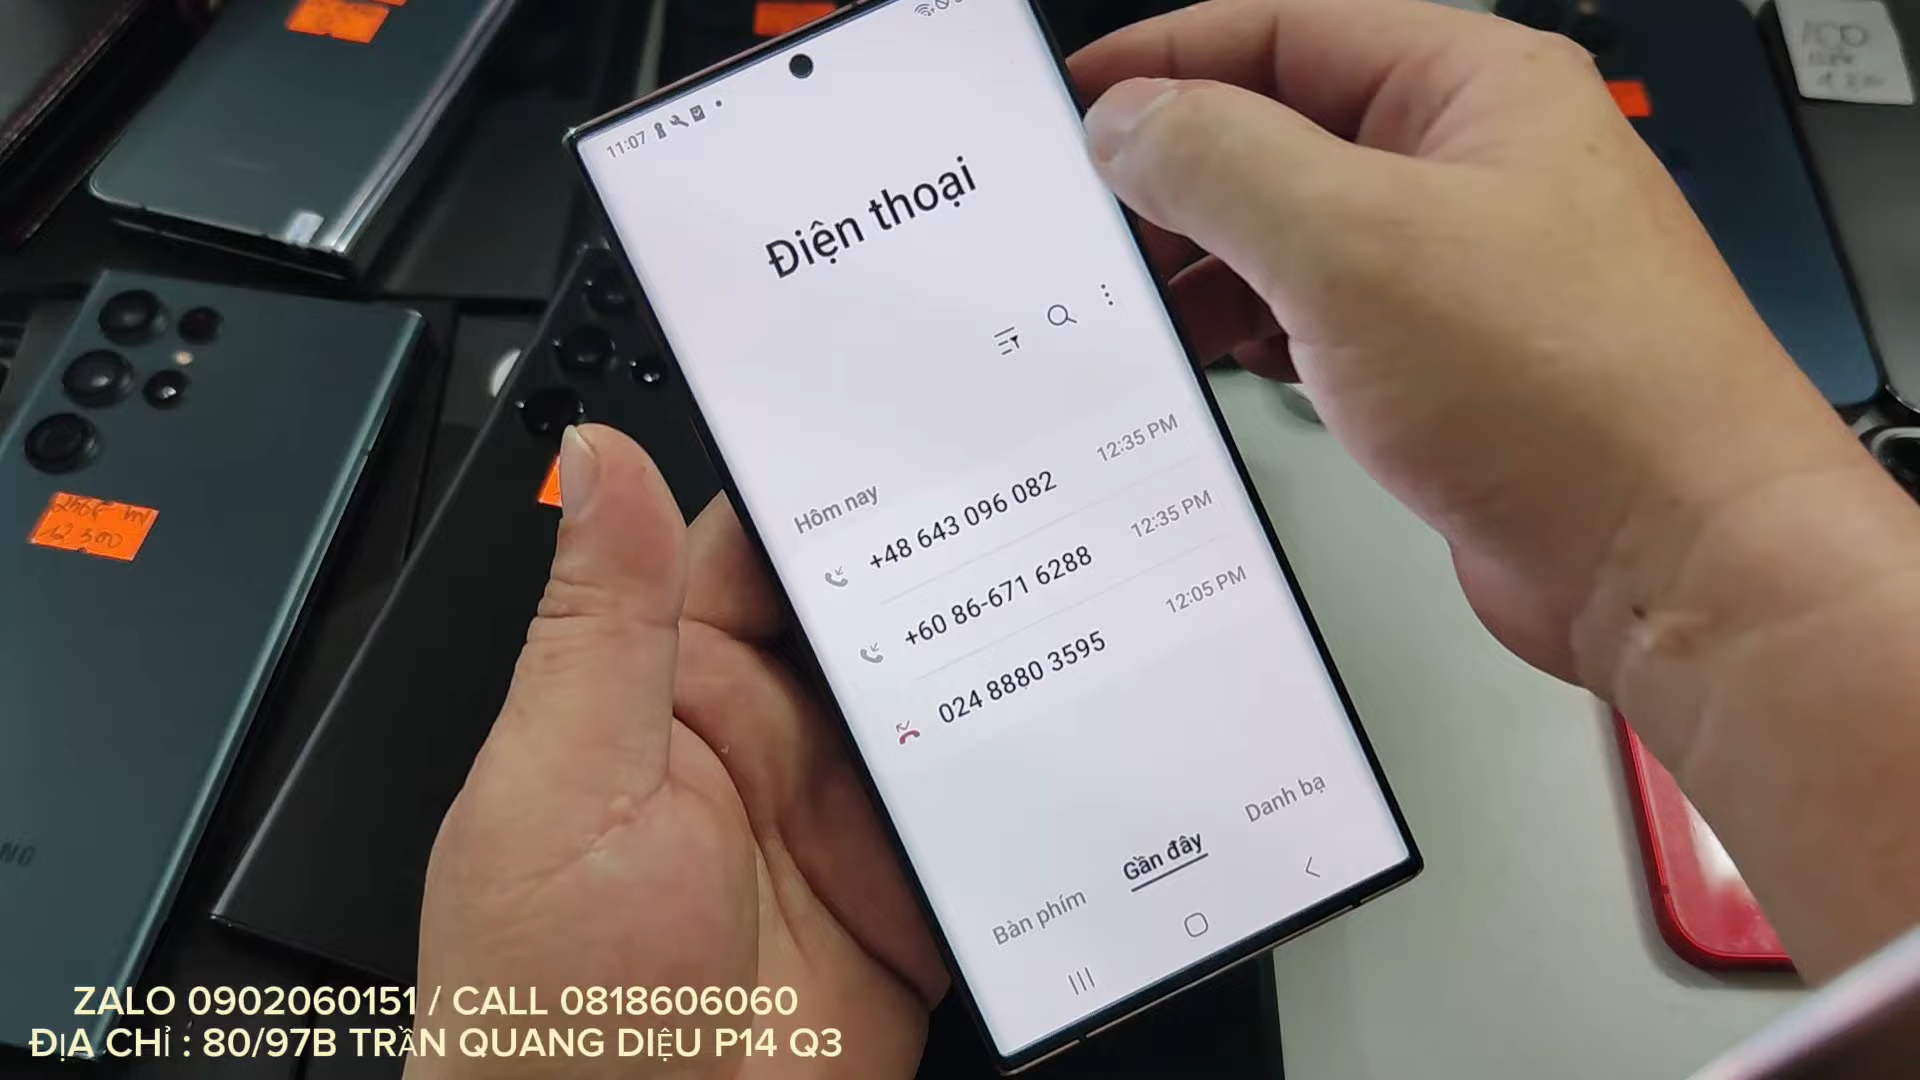 11:07
Điện thoại
Hôm nay
+48 643 096 082 12:35 PM
+60 86-671 6288 12:35 PM
024 8880 3595 12:05 PM
Bàn phím Gần đây Danh bạ
12 300
ZALO 0902060151 / CALL 0818606060
ĐỊA CHỈ : 80/97B TRẦN QUANG DIỆU P14 Q3